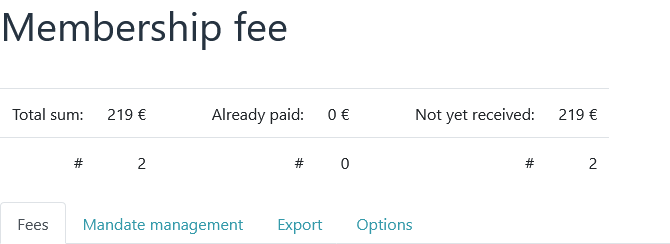 Membership fee
Total sum: 219 € Already paid: 0 € Not yet received: 219 €
# 2 # 0 # 2
Fees Mandate management Export Options